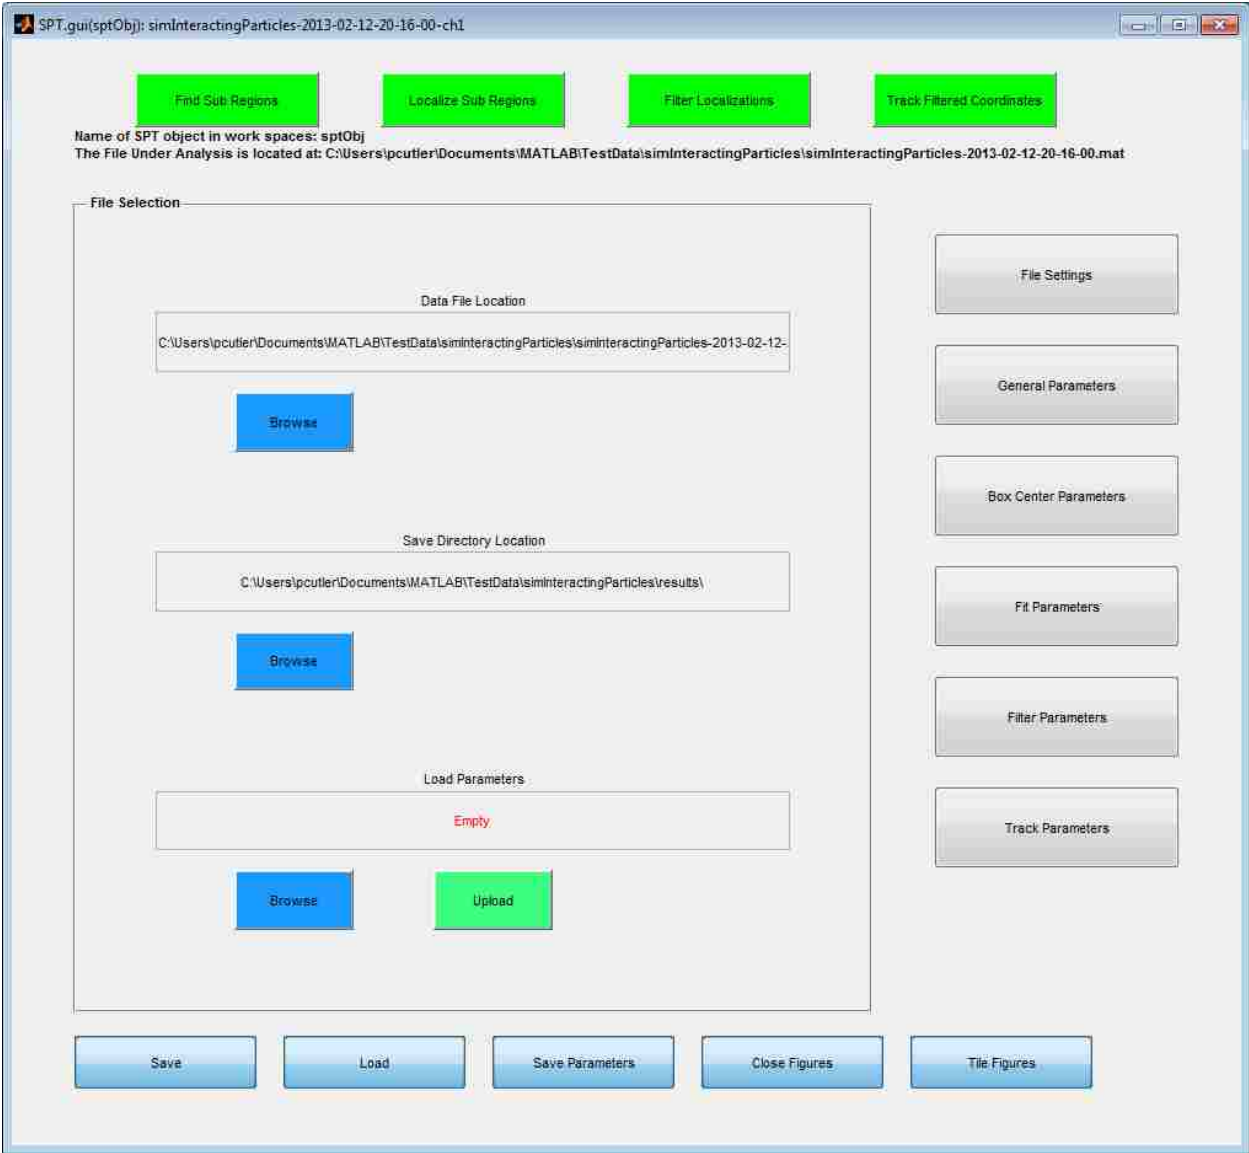 SPT.gui(sptObj): simInteractingParticles-2013-02-12-20-16-00-ch1
Find Sub Regions
Localize Sub Regions
Filter Localizations
Track Filtered Coordinates
Name of SPT object in work spaces: sptObj
The File Under Analysis is located at: C:\Users\pcutler\Documents\MATLAB\TestData\simInteractingParticles\simInteractingParticles-2013-02-12-20-16-00.mat
File Selection
Data File Location
C:\Users\pcutler\Documents\MATLAB\TestData\simInteractingParticles\simInteractingParticles-2013-02-12-
Browse
Save Directory Location
C:\Users\pcutler\Documents\MATLAB\TestData\simInteractingParticles\results\
Browse
Load Parameters
Empty
Browse
Upload
File Settings
General Parameters
Box Center Parameters
Fit Parameters
Filter Parameters
Track Parameters
Save
Load
Save Parameters
Close Figures
Tile Figures